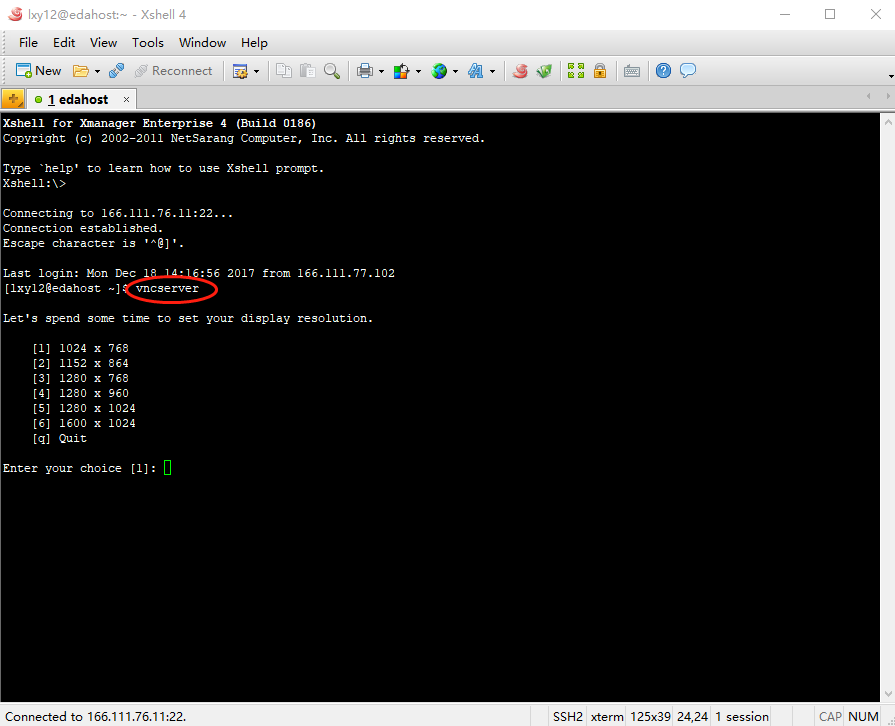 lxy12@edahost:~ - Xshell 4
File Edit View Tools Window Help
New Reconnect
1 edahost
Xshell for Xmanager Enterprise 4 (Build 0186)
Copyright (c) 2002-2011 NetSarang Computer, Inc. All rights reserved.
Type `help' to learn how to use Xshell prompt.
Xshell:\>
Connecting to 166.111.76.11:22...
Connection established.
Escape character is '^@]'.
Last login: Mon Dec 18 14:16:56 2017 from 166.111.77.102
[lxy12@edahost ~]$ vncserver
Let's spend some time to set your display resolution.
[1] 1024 x 768
[2] 1152 x 864
[3] 1280 x 768
[4] 1280 x 960
[5] 1280 x 1024
[6] 1600 x 1024
[q] Quit
Enter your choice [1]:
Connected to 166.111.76.11:22. SSH2 xterm 125x39 24,24 1 session CAP NUM